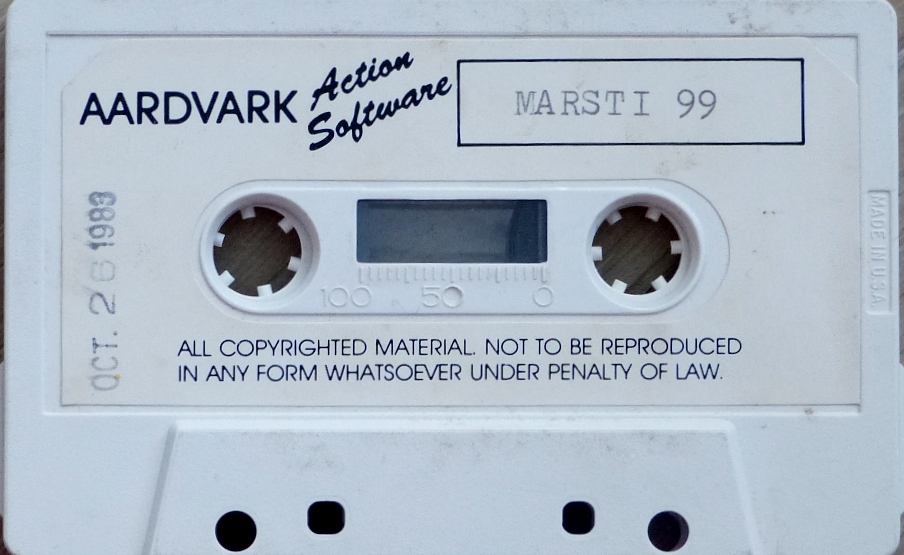 AARDVARK Action Software
MARSTI 99
OCT. 26 1983
100 50 0
MADE IN U.S.A.
ALL COPYRIGHTED MATERIAL. NOT TO BE REPRODUCED
IN ANY FORM WHATSOEVER UNDER PENALTY OF LAW.